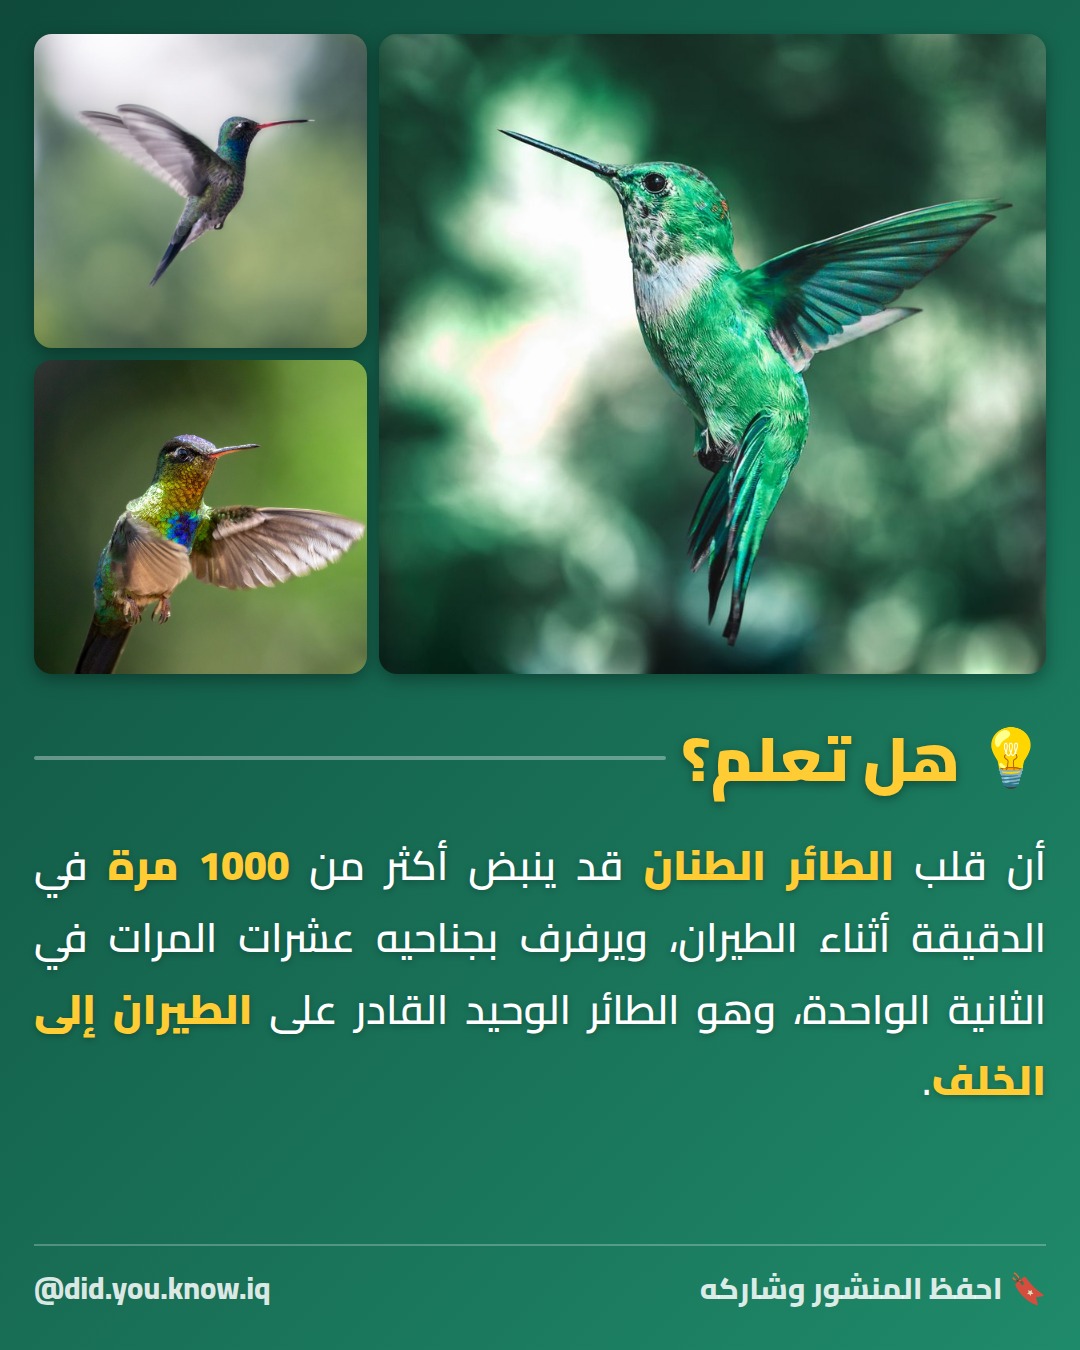 💡 هل تعلم؟
أن قلب الطائر الطنان قد ينبض أكثر من 1000 مرة في
الدقيقة أثناء الطيران، ويرفرف بجناحيه عشرات المرات في
الثانية الواحدة، وهو الطائر الوحيد القادر على الطيران إلى
الخلف.
🔖 احفظ المنشور وشاركه
@did.you.know.iq